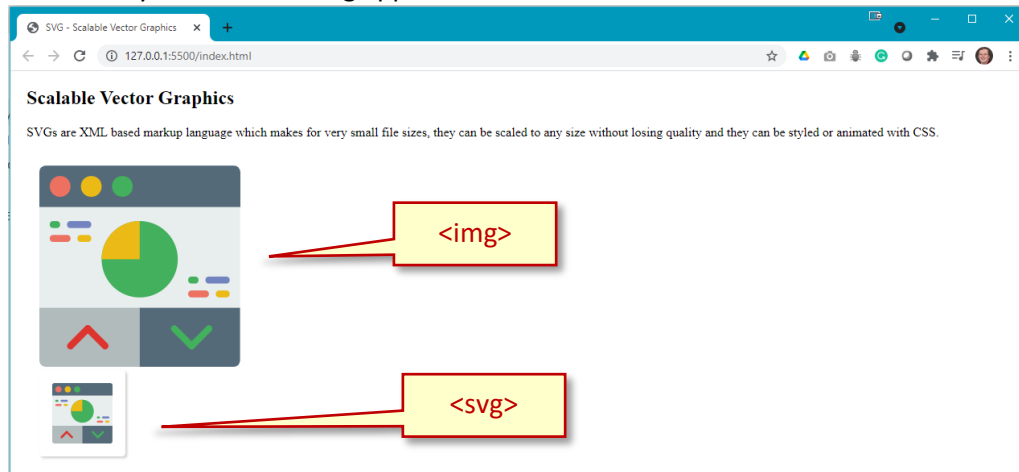 SVG - Scalable Vector Graphics
127.0.0.1:5500/index.html
Scalable Vector Graphics
SVGs are XML based markup language which makes for very small file sizes, they can be scaled to any size without losing quality and they can be styled or animated with CSS.
<img>
<svg>